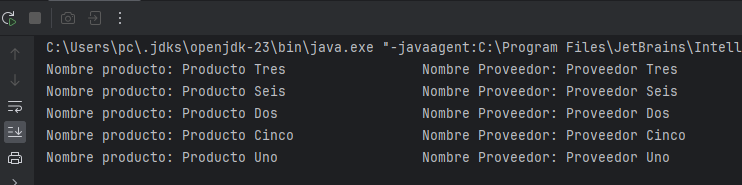 C:\Users\pc\.jdks\openjdk-23\bin\java.exe "-javaagent:C:\Program Files\JetBrains\Intell
Nombre producto: Producto Tres Nombre Proveedor: Proveedor Tres
Nombre producto: Producto Seis Nombre Proveedor: Proveedor Seis
Nombre producto: Producto Dos Nombre Proveedor: Proveedor Dos
Nombre producto: Producto Cinco Nombre Proveedor: Proveedor Cinco
Nombre producto: Producto Uno Nombre Proveedor: Proveedor Uno